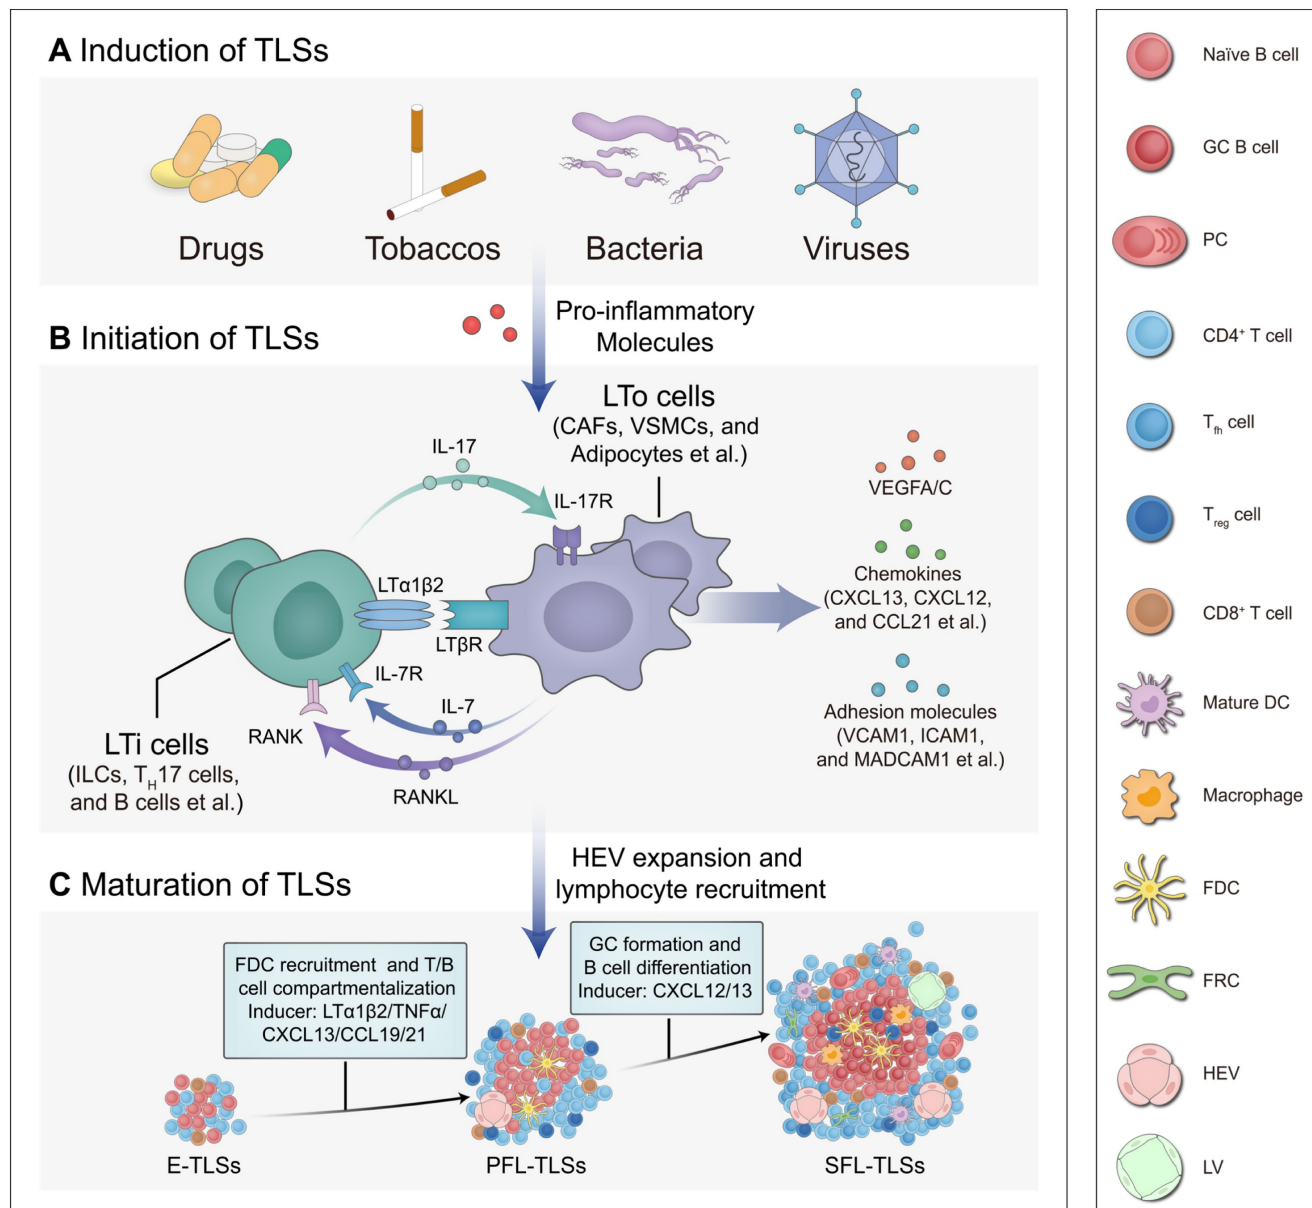 A Induction of TLSs
Drugs
Tobaccos
Bacteria
Viruses
Pro-inflammatory
Molecules
B Initiation of TLSs
LTo cells
(CAFs, VSMCs, and
Adipocytes et al.)
IL-17
IL-17R
VEGFA/C
Chemokines
(CXCL13, CXCL12,
and CCL21 et al.)
LTα1β2
LTβR
IL-7R
IL-7
RANK
RANKL
Adhesion molecules
(VCAM1, ICAM1,
and MADCAM1 et al.)
LTi cells
(ILCs, TH17 cells,
and B cells et al.)
HEV expansion and
lymphocyte recruitment
C Maturation of TLSs
FDC recruitment and T/B
cell compartmentalization
Inducer: LTα1β2/TNFα/
CXCL13/CCL19/21
GC formation and
B cell differentiation
Inducer: CXCL12/13
E-TLSs
PFL-TLSs
SFL-TLSs
Naïve B cell
GC B cell
PC
CD4⁺ T cell
Tfh cell
Treg cell
CD8⁺ T cell
Mature DC
Macrophage
FDC
FRC
HEV
LV